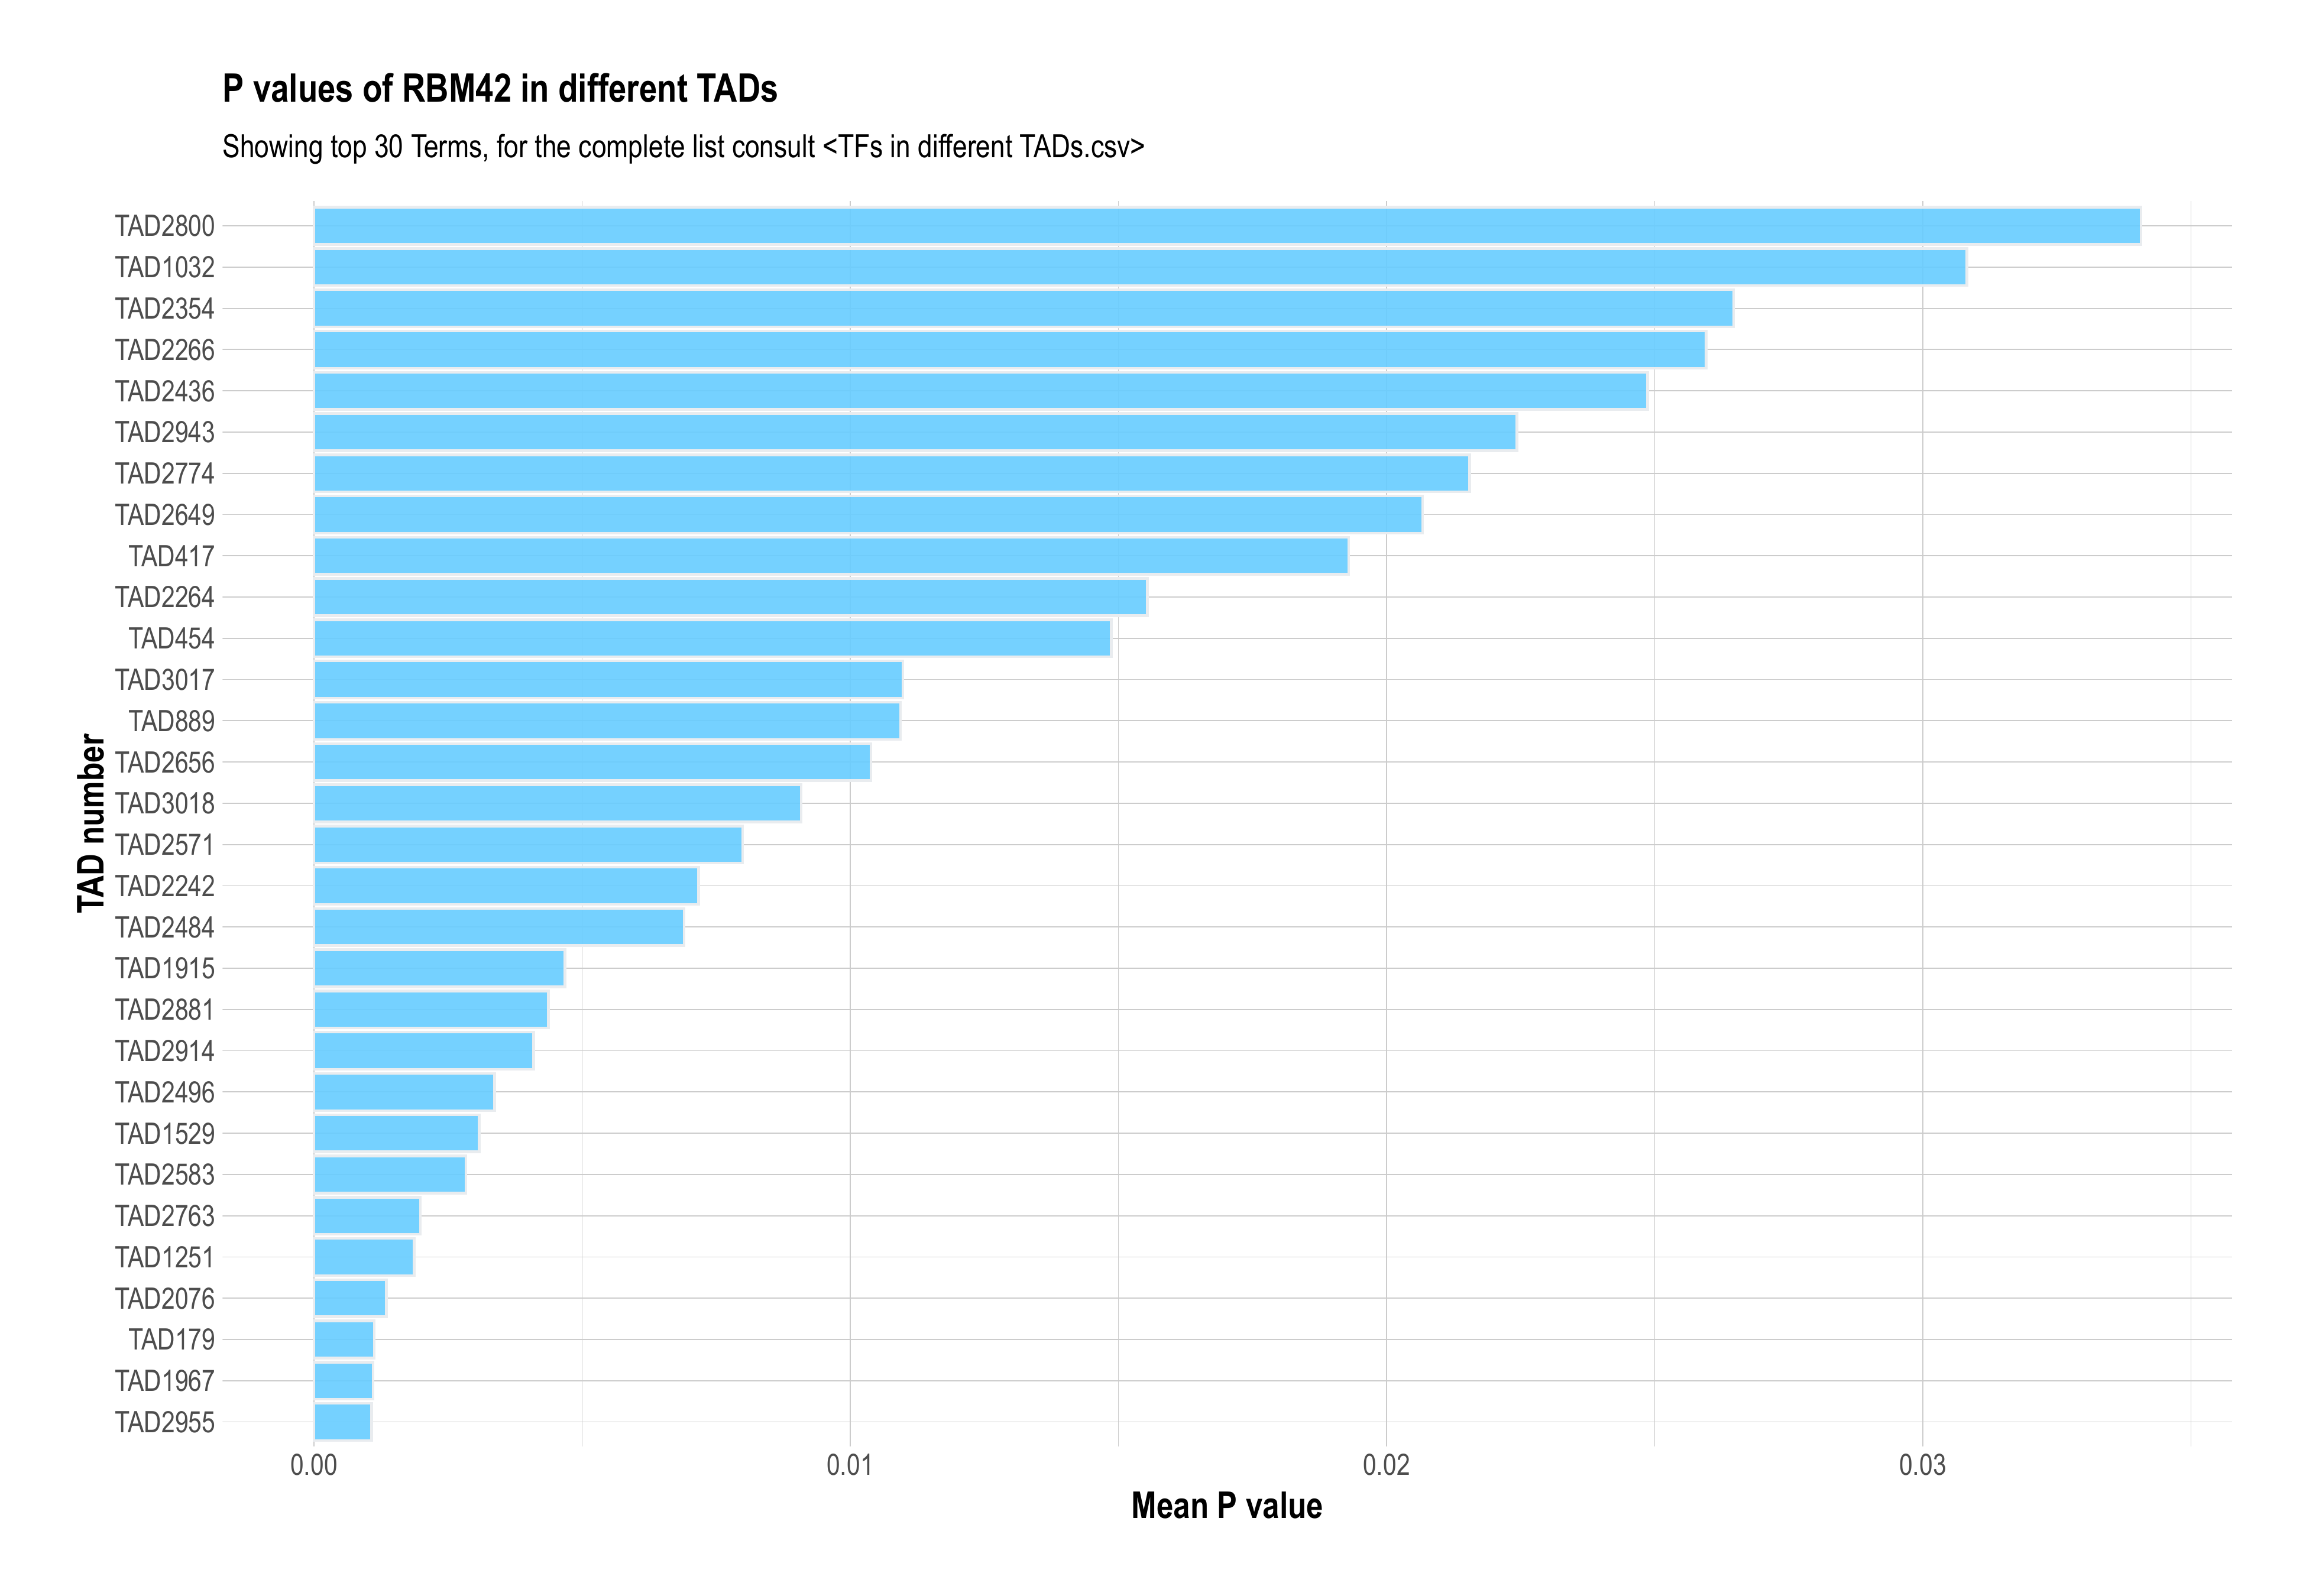 P values of RBM42 in different TADs
Showing top 30 Terms, for the complete list consult <TFs in different TADs.csv>
TAD number
TAD2800
TAD1032
TAD2354
TAD2266
TAD2436
TAD2943
TAD2774
TAD2649
TAD417
TAD2264
TAD454
TAD3017
TAD889
TAD2656
TAD3018
TAD2571
TAD2242
TAD2484
TAD1915
TAD2881
TAD2914
TAD2496
TAD1529
TAD2583
TAD2763
TAD1251
TAD2076
TAD179
TAD1967
TAD2955
0.00 0.01 0.02 0.03
Mean P value